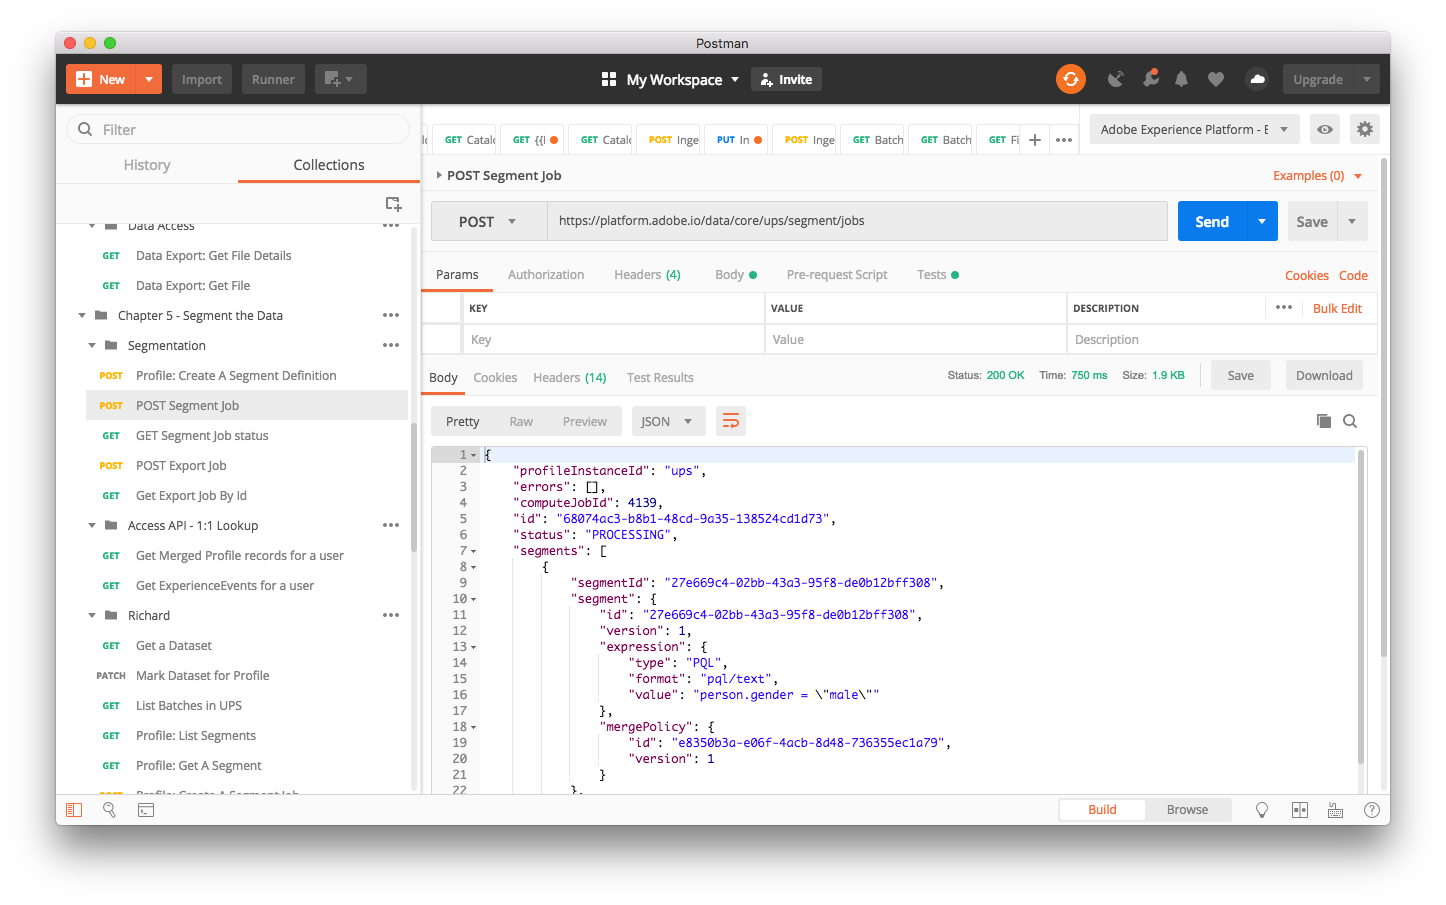 Postman
New
Import
Runner
My Workspace
Invite
Upgrade
Filter
History
Collections
Data Access
GET Data Export: Get File Details
GET Data Export: Get File
Chapter 5 - Segment the Data
Segmentation
POST Profile: Create A Segment Definition
POST POST Segment Job
GET GET Segment Job status
POST POST Export Job
GET Get Export Job By Id
Access API - 1:1 Lookup
GET Get Merged Profile records for a user
GET Get ExperienceEvents for a user
Richard
GET Get a Dataset
PATCH Mark Dataset for Profile
GET List Batches in UPS
GET Profile: List Segments
GET Profile: Get A Segment
POST Profile: Create A Segment Job
GET Catalo
GET {{I
GET Catalo
POST Inge
PUT In
POST Inge
GET Batch
GET Batch
GET Fi
Adobe Experience Platform - E
POST Segment Job
Examples (0)
POST
https://platform.adobe.io/data/core/ups/segment/jobs
Send
Save
Params
Authorization
Headers (4)
Body
Pre-request Script
Tests
Cookies
Code
KEY
VALUE
DESCRIPTION
Bulk Edit
Key
Value
Description
Body
Cookies
Headers (14)
Test Results
Status: 200 OK
Time: 750 ms
Size: 1.9 KB
Save
Download
Pretty
Raw
Preview
JSON
1 {
2 "profileInstanceId": "ups",
3 "errors": [],
4 "computeJobId": 4139,
5 "id": "68074ac3-b8b1-48cd-9a35-138524cd1d73",
6 "status": "PROCESSING",
7 "segments": [
8 {
9 "segmentId": "27e669c4-02bb-43a3-95f8-de0b12bff308",
10 "segment": {
11 "id": "27e669c4-02bb-43a3-95f8-de0b12bff308",
12 "version": 1,
13 "expression": {
14 "type": "PQL",
15 "format": "pql/text",
16 "value": "person.gender = \"male\""
17 },
18 "mergePolicy": {
19 "id": "e8350b3a-e06f-4acb-8d48-736355ec1a79",
20 "version": 1
21 }
22 },
Build
Browse